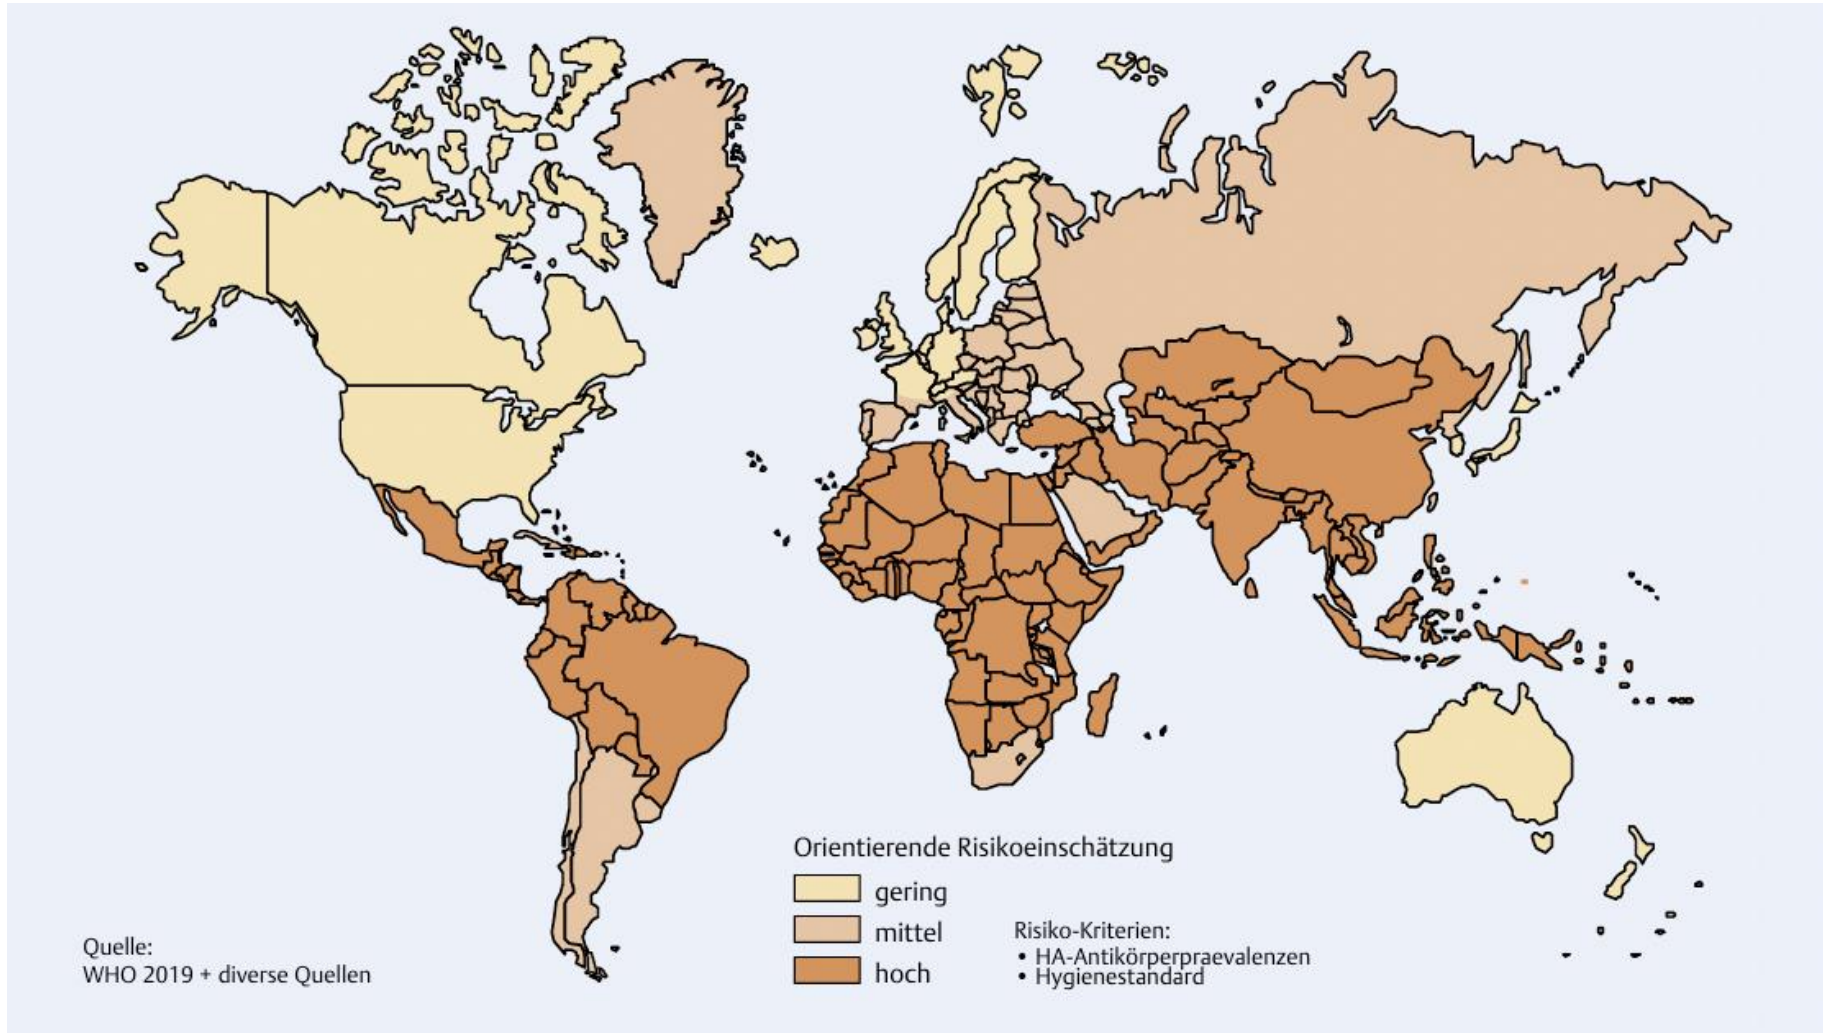 Orientierende Risikoeinschätzung
gering
mittel
hoch
Risiko-Kriterien:
• HA-Antikörperpraevalenzen
• Hygienestandard
Quelle:
WHO 2019 + diverse Quellen